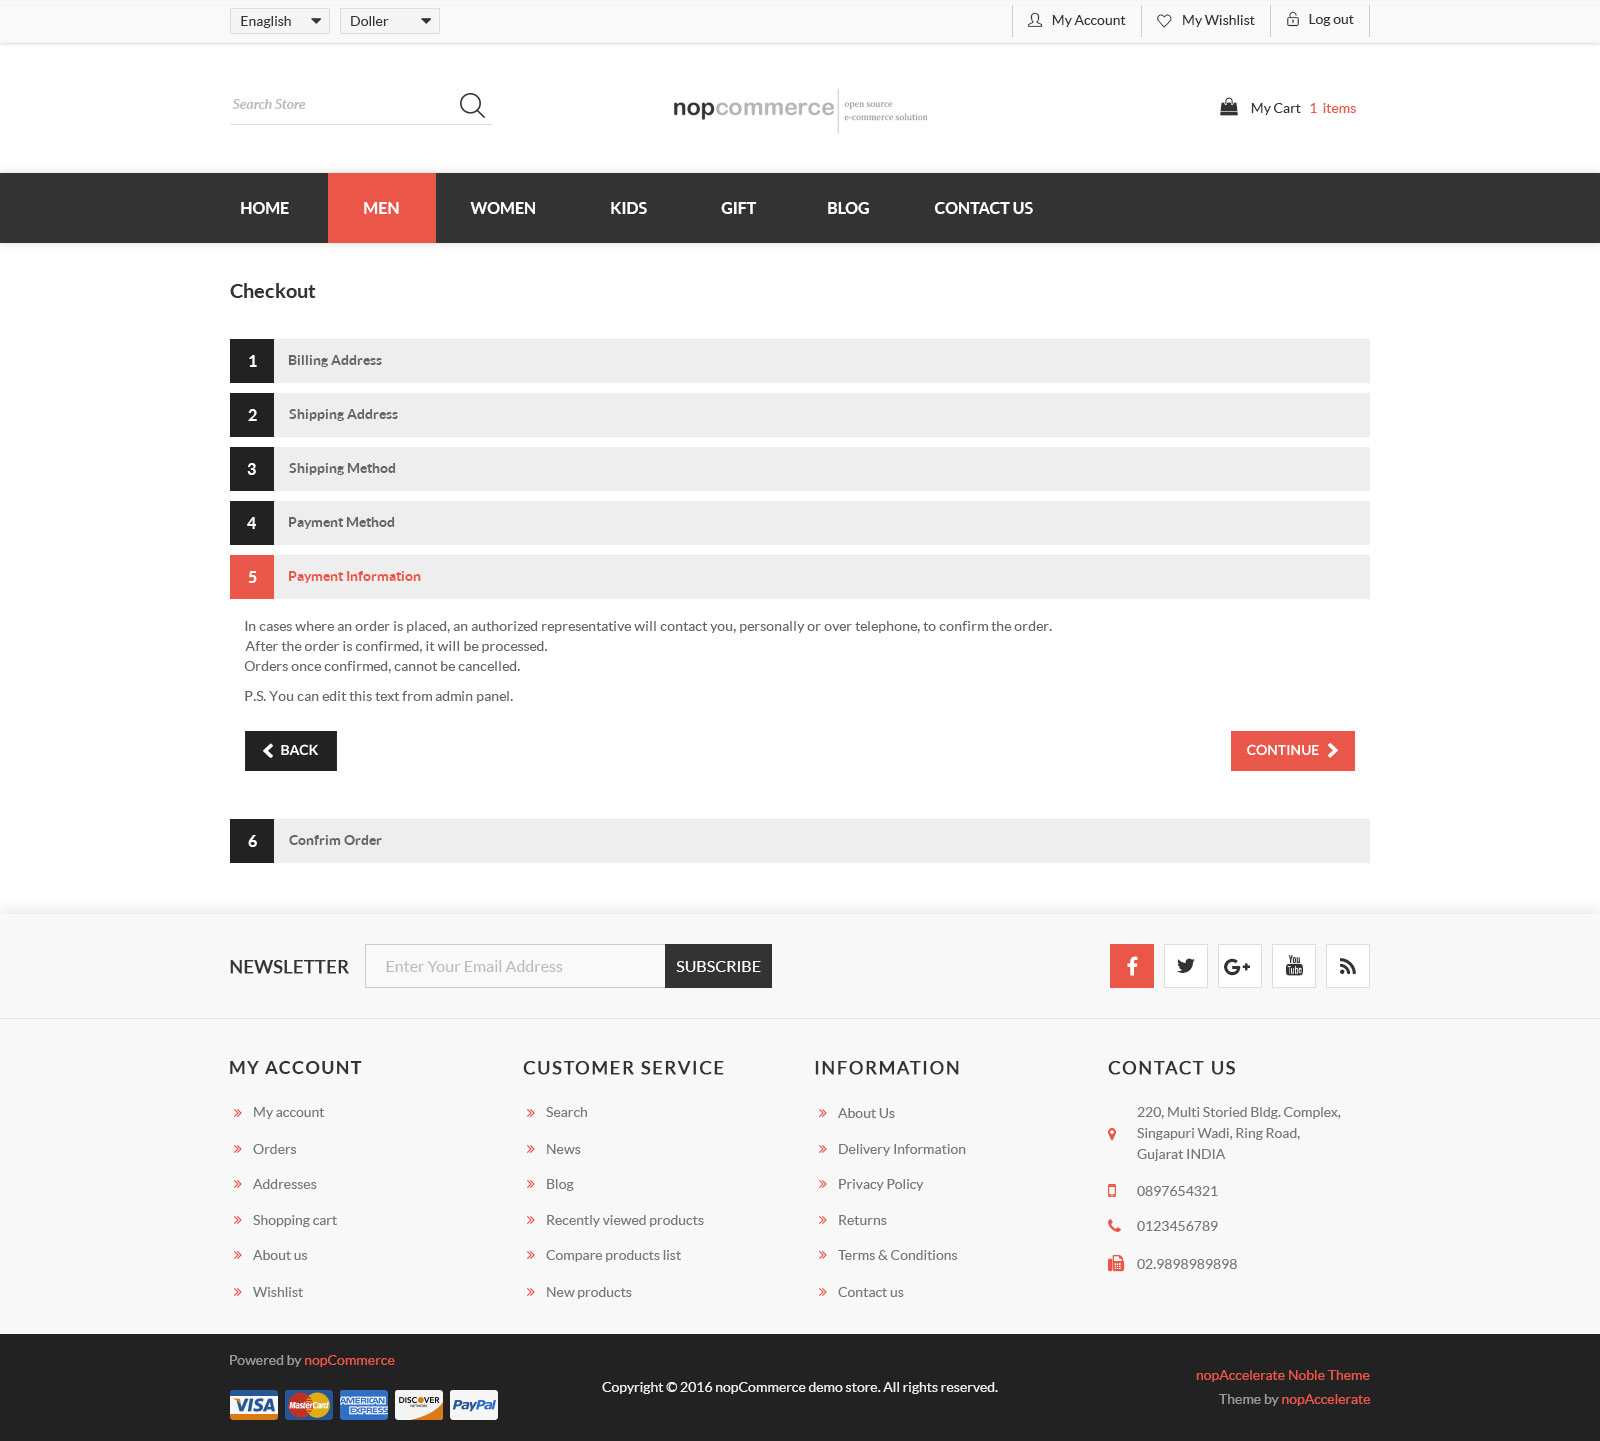 Enaglish
Doller
My Account
My Wishlist
Log out
Search Store
nopcommerce
open source
e-commerce solution
My Cart 1 items
HOME
MEN
WOMEN
KIDS
GIFT
BLOG
CONTACT US
Checkout
1 Billing Address
2 Shipping Address
3 Shipping Method
4 Payment Method
5 Payment Information
In cases where an order is placed, an authorized representative will contact you, personally or over telephone, to confirm the order.
After the order is confirmed, it will be processed.
Orders once confirmed, cannot be cancelled.
P.S. You can edit this text from admin panel.
BACK
CONTINUE
6 Confrim Order
NEWSLETTER
Enter Your Email Address
SUBSCRIBE
f
G+
You
Tube
MY ACCOUNT
My account
Orders
Addresses
Shopping cart
About us
Wishlist
CUSTOMER SERVICE
Search
News
Blog
Recently viewed products
Compare products list
New products
INFORMATION
About Us
Delivery Information
Privacy Policy
Returns
Terms & Conditions
Contact us
CONTACT US
220, Multi Storied Bldg. Complex,
Singapuri Wadi, Ring Road,
Gujarat INDIA
0897654321
0123456789
02.9898989898
Powered by nopCommerce
VISA
MasterCard
AMERICAN
EXPRESS
DISCOVER
NETWORK
PayPal
Copyright © 2016 nopCommerce demo store. All rights reserved.
nopAccelerate Noble Theme
Theme by nopAccelerate